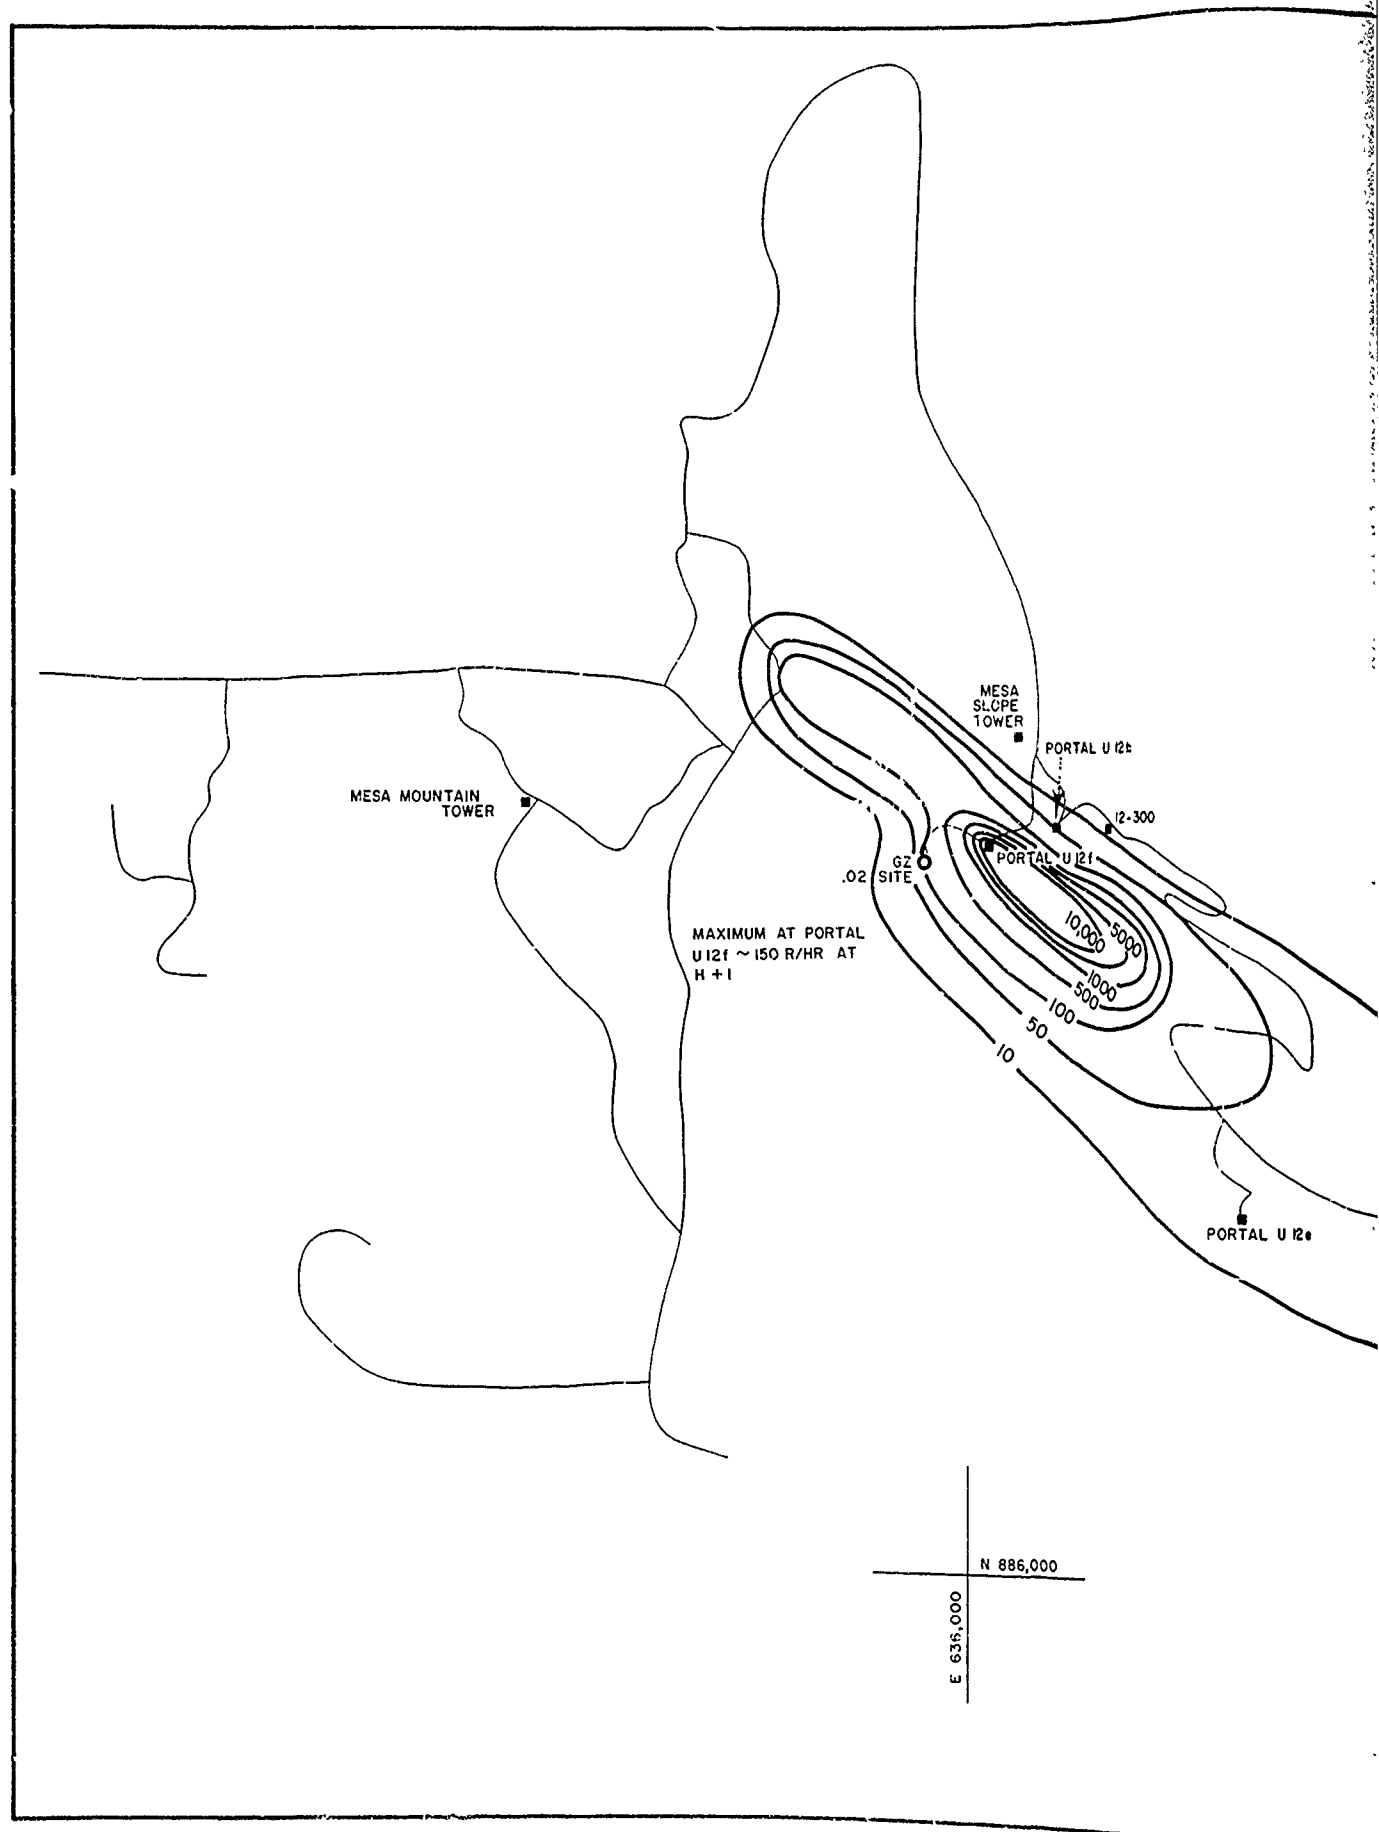 MESA
SLOPE
TOWER
PORTAL U 12b
MESA MOUNTAIN
TOWER
12-300
GZ
.02 SITE
PORTAL U 12f
MAXIMUM AT PORTAL
U 12f ~ 150 R/HR AT
H + 1
10,000
5000
1000
500
100
50
10
PORTAL U 12e
N 886,000
E 636,000